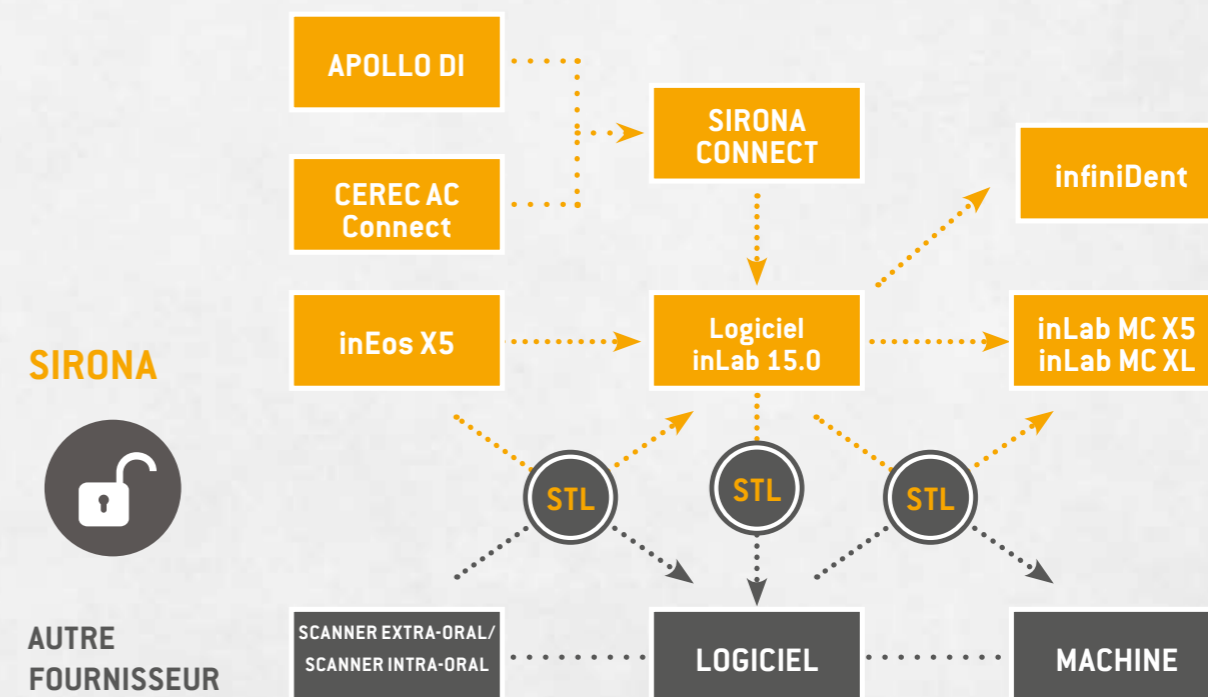 APOLLO DI
SIRONA
CONNECT
infiniDent
CEREC AC
Connect
inEos X5
Logiciel
inLab 15.0
inLab MC X5
inLab MC XL
SIRONA
STL
STL
STL
AUTRE
FOURNISSEUR
SCANNER EXTRA-ORAL/
SCANNER INTRA-ORAL
LOGICIEL
MACHINE